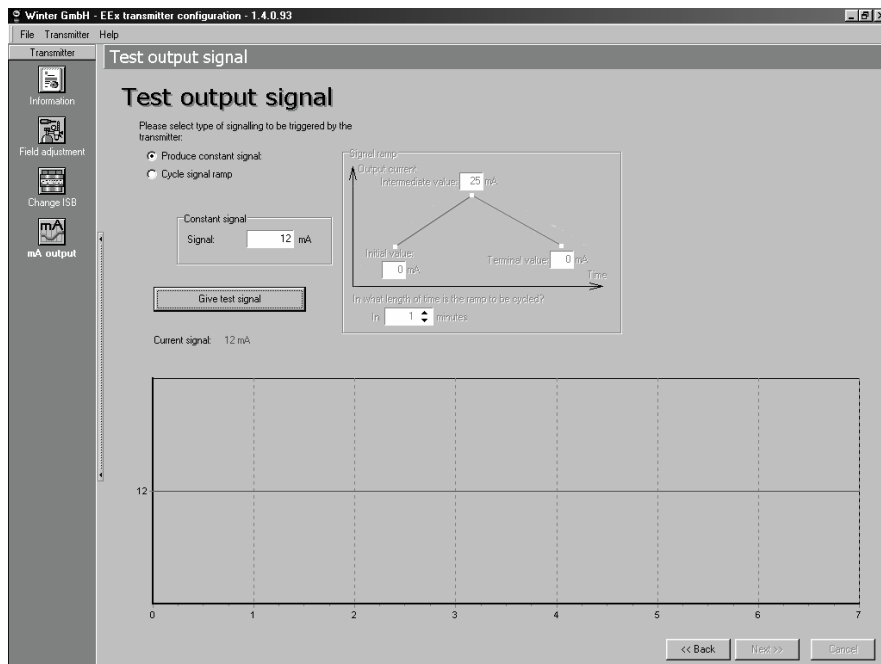 Winter GmbH - EEx transmitter configuration - 1.4.0.93
File Transmitter Help
Transmitter
Information
Field adjustment
Change ISB
mA
mA output
Test output signal
Test output signal
Please select type of signalling to be triggered by the
transmitter:
Produce constant signal:
Cycle signal ramp
Constant signal
Signal: 12 mA
Give test signal
Current signal: 12 mA
Signal ramp
Output current
Intermediate value: 25 mA
Initial value:
0 mA
Terminal value: 0 mA
Time
In what length of time is the ramp to be cycled?
In 1 minutes
12
0 1 2 3 4 5 6 7
<< Back Next >> Cancel